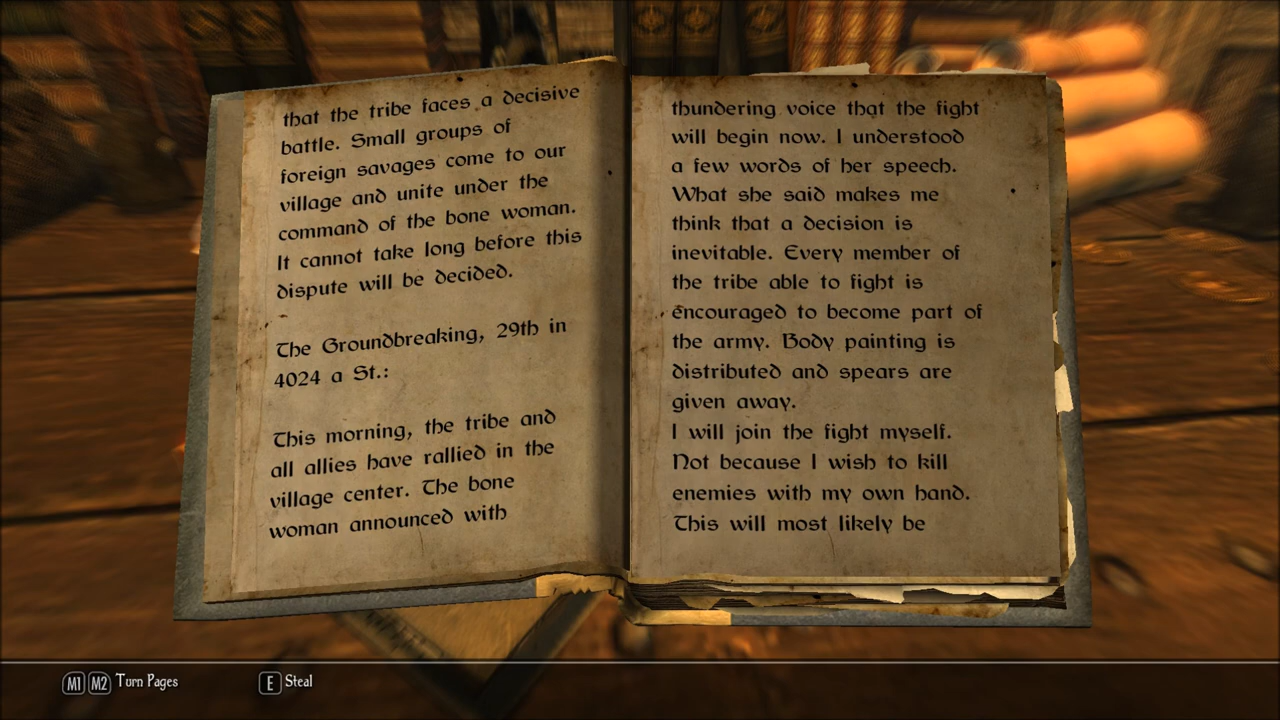 that the tribe faces a decisive
battle. Small groups of
foreign savages come to our
village and unite under the
command of the bone woman.
It cannot take long before this
dispute will be decided.
The Groundbreaking, 29th in
4024 a St.:
This morning, the tribe and
all allies have rallied in the
village center. The bone
woman announced with
thundering voice that the fight
will begin now. I understood
a few words of her speech.
What she said makes me
think that a decision is
inevitable. Every member of
the tribe able to fight is
encouraged to become part of
the army. Body painting is
distributed and spears are
given away.
I will join the fight myself.
Not because I wish to kill
enemies with my own hand.
This will most likely be
M1 M2 Turn Pages
E Steal